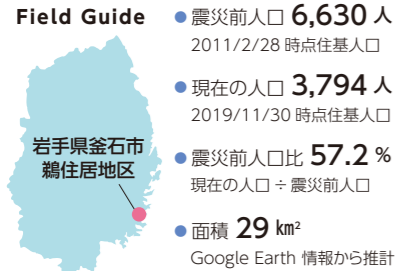 Field Guide
岩手県釜石市
鵜住居地区
● 震災前人口 6,630 人
2011/2/28 時点住基人口
● 現在の人口 3,794 人
2019/11/30 時点住基人口
● 震災前人口比 57.2 %
現在の人口 ÷ 震災前人口
● 面積 29 km²
Google Earth 情報から推計